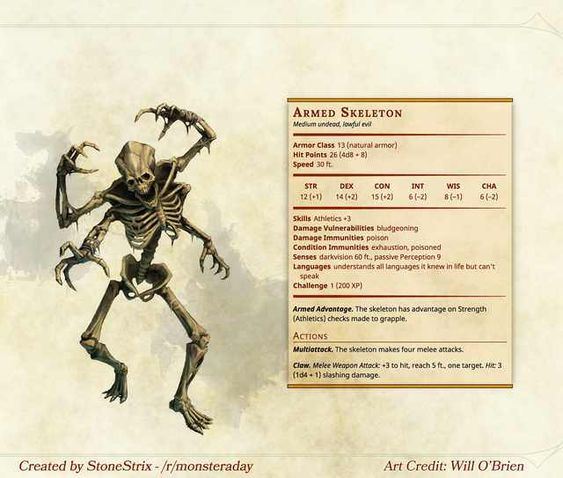 Armed Skeleton
Medium undead, lawful evil
Armor Class 13 (natural armor)
Hit Points 26 (4d8 + 8)
Speed 30 ft.
STR DEX CON INT WIS CHA
12 (+1) 14 (+2) 15 (+2) 6 (−2) 8 (−1) 6 (−2)
Skills Athletics +3
Damage Vulnerabilities bludgeoning
Damage Immunities poison
Condition Immunities exhaustion, poisoned
Senses darkvision 60 ft., passive Perception 9
Languages understands all languages it knew in life but can't
speak
Challenge 1 (200 XP)
Armed Advantage. The skeleton has advantage on Strength
(Athletics) checks made to grapple.
Actions
Multiattack. The skeleton makes four melee attacks.
Claw. Melee Weapon Attack: +3 to hit, reach 5 ft., one target. Hit: 3
(1d4 + 1) slashing damage.
Created by StoneStrix - /r/monsteraday
Art Credit: Will O'Brien